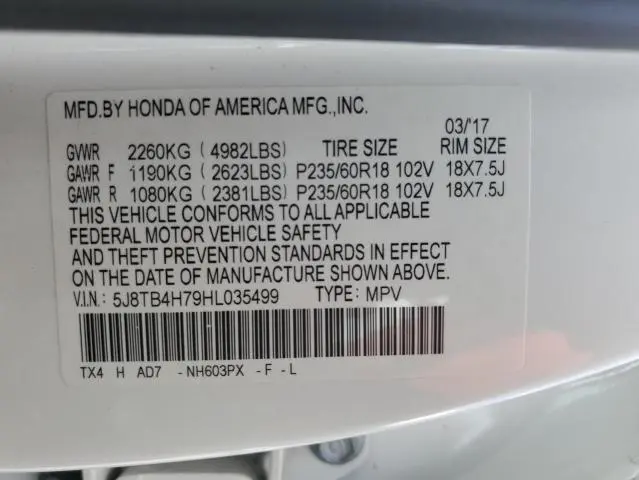 MFD.BY HONDA OF AMERICA MFG.,INC.
03/'17
GVWR 2260KG ( 4982LBS) TIRE SIZE RIM SIZE
GAWR F 1190KG ( 2623LBS) P235/60R18 102V 18X7.5J
GAWR R 1080KG ( 2381LBS) P235/60R18 102V 18X7.5J
THIS VEHICLE CONFORMS TO ALL APPLICABLE
FEDERAL MOTOR VEHICLE SAFETY
AND THEFT PREVENTION STANDARDS IN EFFECT
ON THE DATE OF MANUFACTURE SHOWN ABOVE.
V.I.N.: 5J8TB4H79HL035499 TYPE: MPV
TX4 H AD7 -NH603PX -F -L